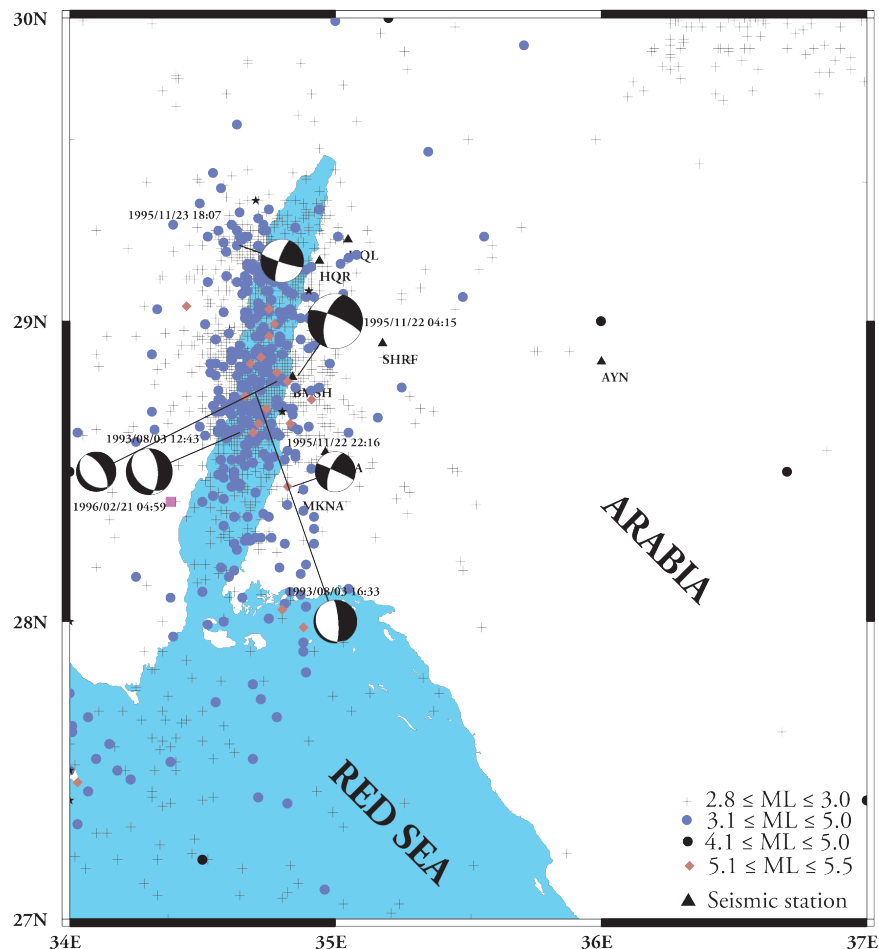 30N
1995/11/23 18:07
QL
HQR
29N
1995/11/22 04:15
SHRF
AYN
BMSH
1993/08/03 12:43
1995/11/22 22:16
A
1996/02/21 04:59
MKNA
ARABIA
1993/08/03 16:33
28N
RED SEA
2.8 ≤ ML ≤ 3.0
3.1 ≤ ML ≤ 5.0
4.1 ≤ ML ≤ 5.0
5.1 ≤ ML ≤ 5.5
Seismic station
27N
34E 35E 36E 37E